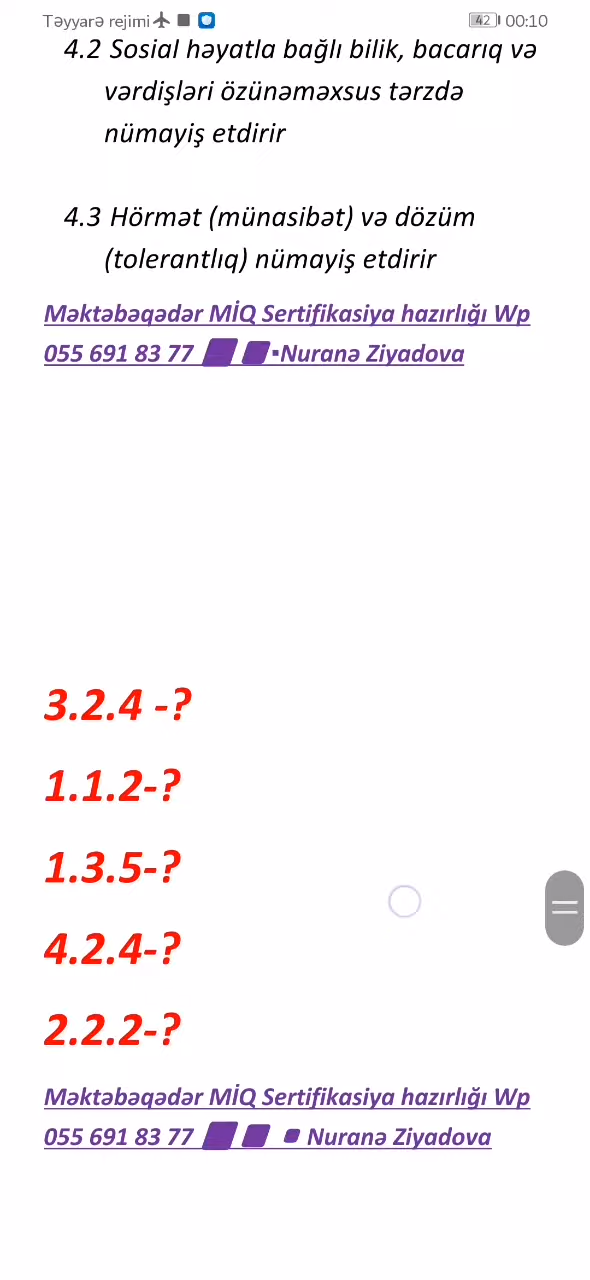 Təyyarə rejimi 42 00:10
4.2 Sosial həyatla bağlı bilik, bacarıq və
vərdişləri özünəməxsus tərzdə
nümayiş etdirir
4.3 Hörmət (münasibət) və dözüm
(tolerantlıq) nümayiş etdirir
Məktəbəqədər MİQ Sertifikasiya hazırlığı Wp
055 691 83 77 ▪Nuranə Ziyadova
3.2.4 -?
1.1.2-?
1.3.5-?
4.2.4-?
2.2.2-?
Məktəbəqədər MİQ Sertifikasiya hazırlığı Wp
055 691 83 77 Nuranə Ziyadova